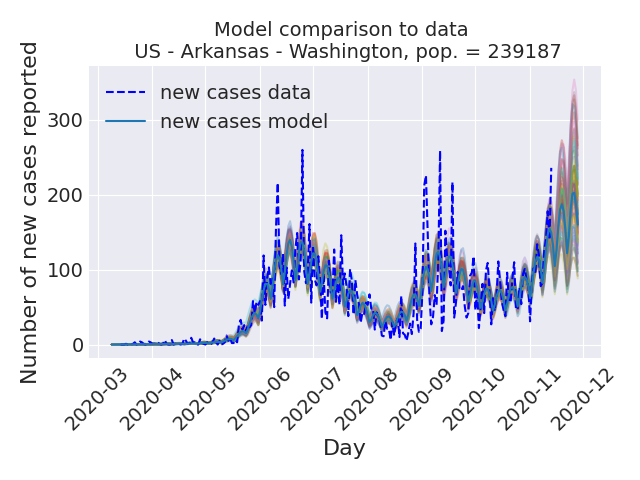 Model comparison to data
US - Arkansas - Washington, pop. = 239187
new cases data
new cases model
Number of new cases reported
300
200
100
0
2020-03
2020-04
2020-05
2020-06
2020-07
2020-08
2020-09
2020-10
2020-11
2020-12
Day